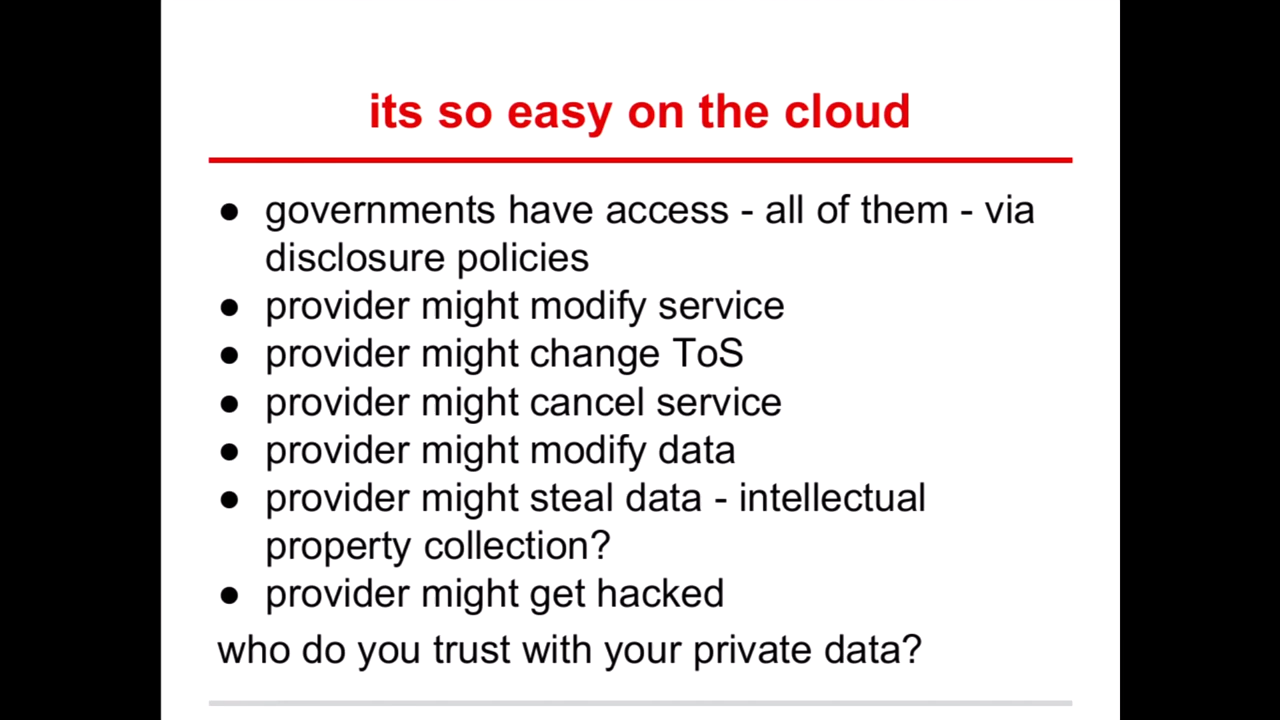 its so easy on the cloud
● governments have access - all of them - via
disclosure policies
● provider might modify service
● provider might change ToS
● provider might cancel service
● provider might modify data
● provider might steal data - intellectual
property collection?
● provider might get hacked
who do you trust with your private data?